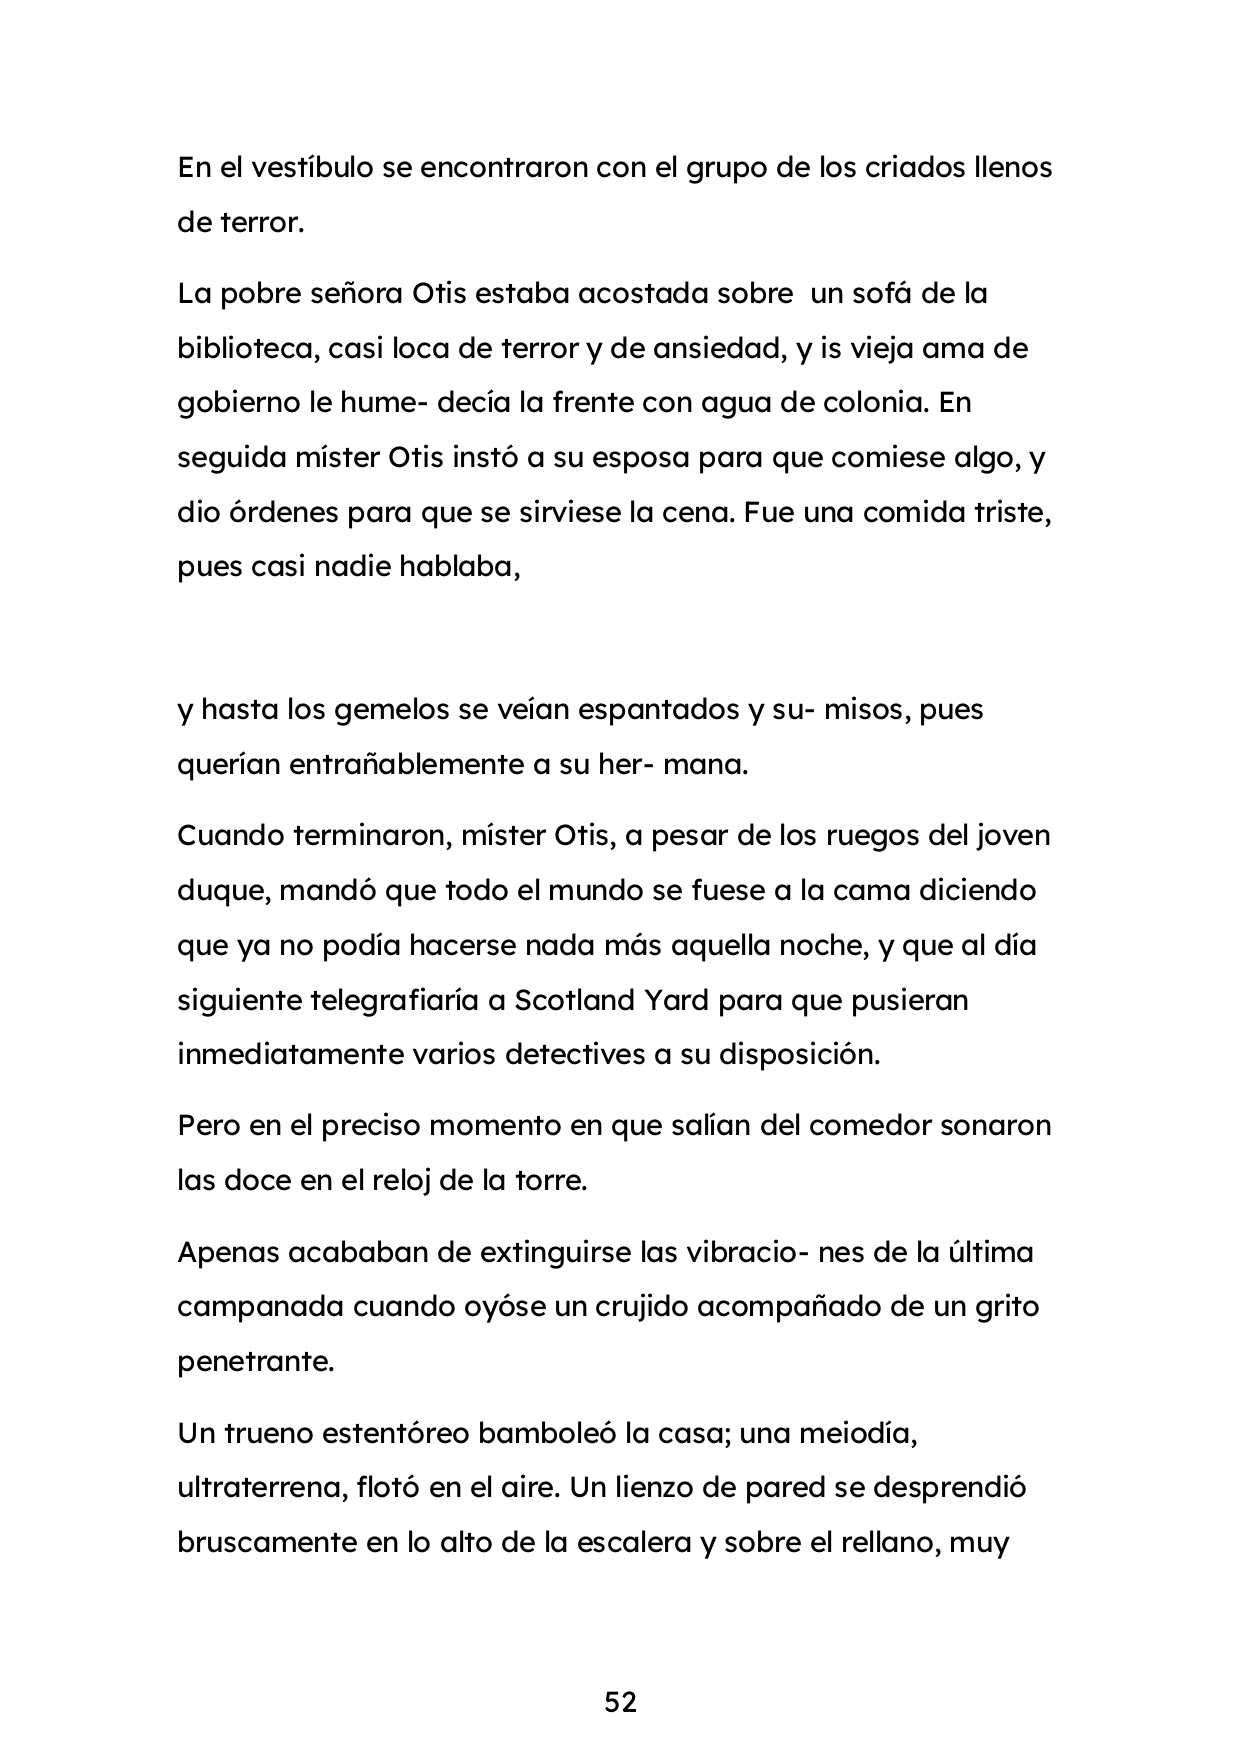 En el vestíbulo se encontraron con el grupo de los criados llenos
de terror.
La pobre señora Otis estaba acostada sobre  un sofá de la
biblioteca, casi loca de terror y de ansiedad, y is vieja ama de
gobierno le hume- decía la frente con agua de colonia. En
seguida míster Otis instó a su esposa para que comiese algo, y
dio órdenes para que se sirviese la cena. Fue una comida triste,
pues casi nadie hablaba,
y hasta los gemelos se veían espantados y su- misos, pues
querían entrañablemente a su her- mana.
Cuando terminaron, míster Otis, a pesar de los ruegos del joven
duque, mandó que todo el mundo se fuese a la cama diciendo
que ya no podía hacerse nada más aquella noche, y que al día
siguiente telegrafiaría a Scotland Yard para que pusieran
inmediatamente varios detectives a su disposición.
Pero en el preciso momento en que salían del comedor sonaron
las doce en el reloj de la torre.
Apenas acababan de extinguirse las vibracio- nes de la última
campanada cuando oyóse un crujido acompañado de un grito
penetrante.
Un trueno estentóreo bamboleó la casa; una meiodía,
ultraterrena, flotó en el aire. Un lienzo de pared se desprendió
bruscamente en lo alto de la escalera y sobre el rellano, muy
52